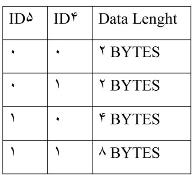 ID۵ ID۴ Data Lenght
۰ ۰ ۲ BYTES
۰ ۱ ۲ BYTES
۱ ۰ ۴ BYTES
۱ ۱ ۸ BYTES